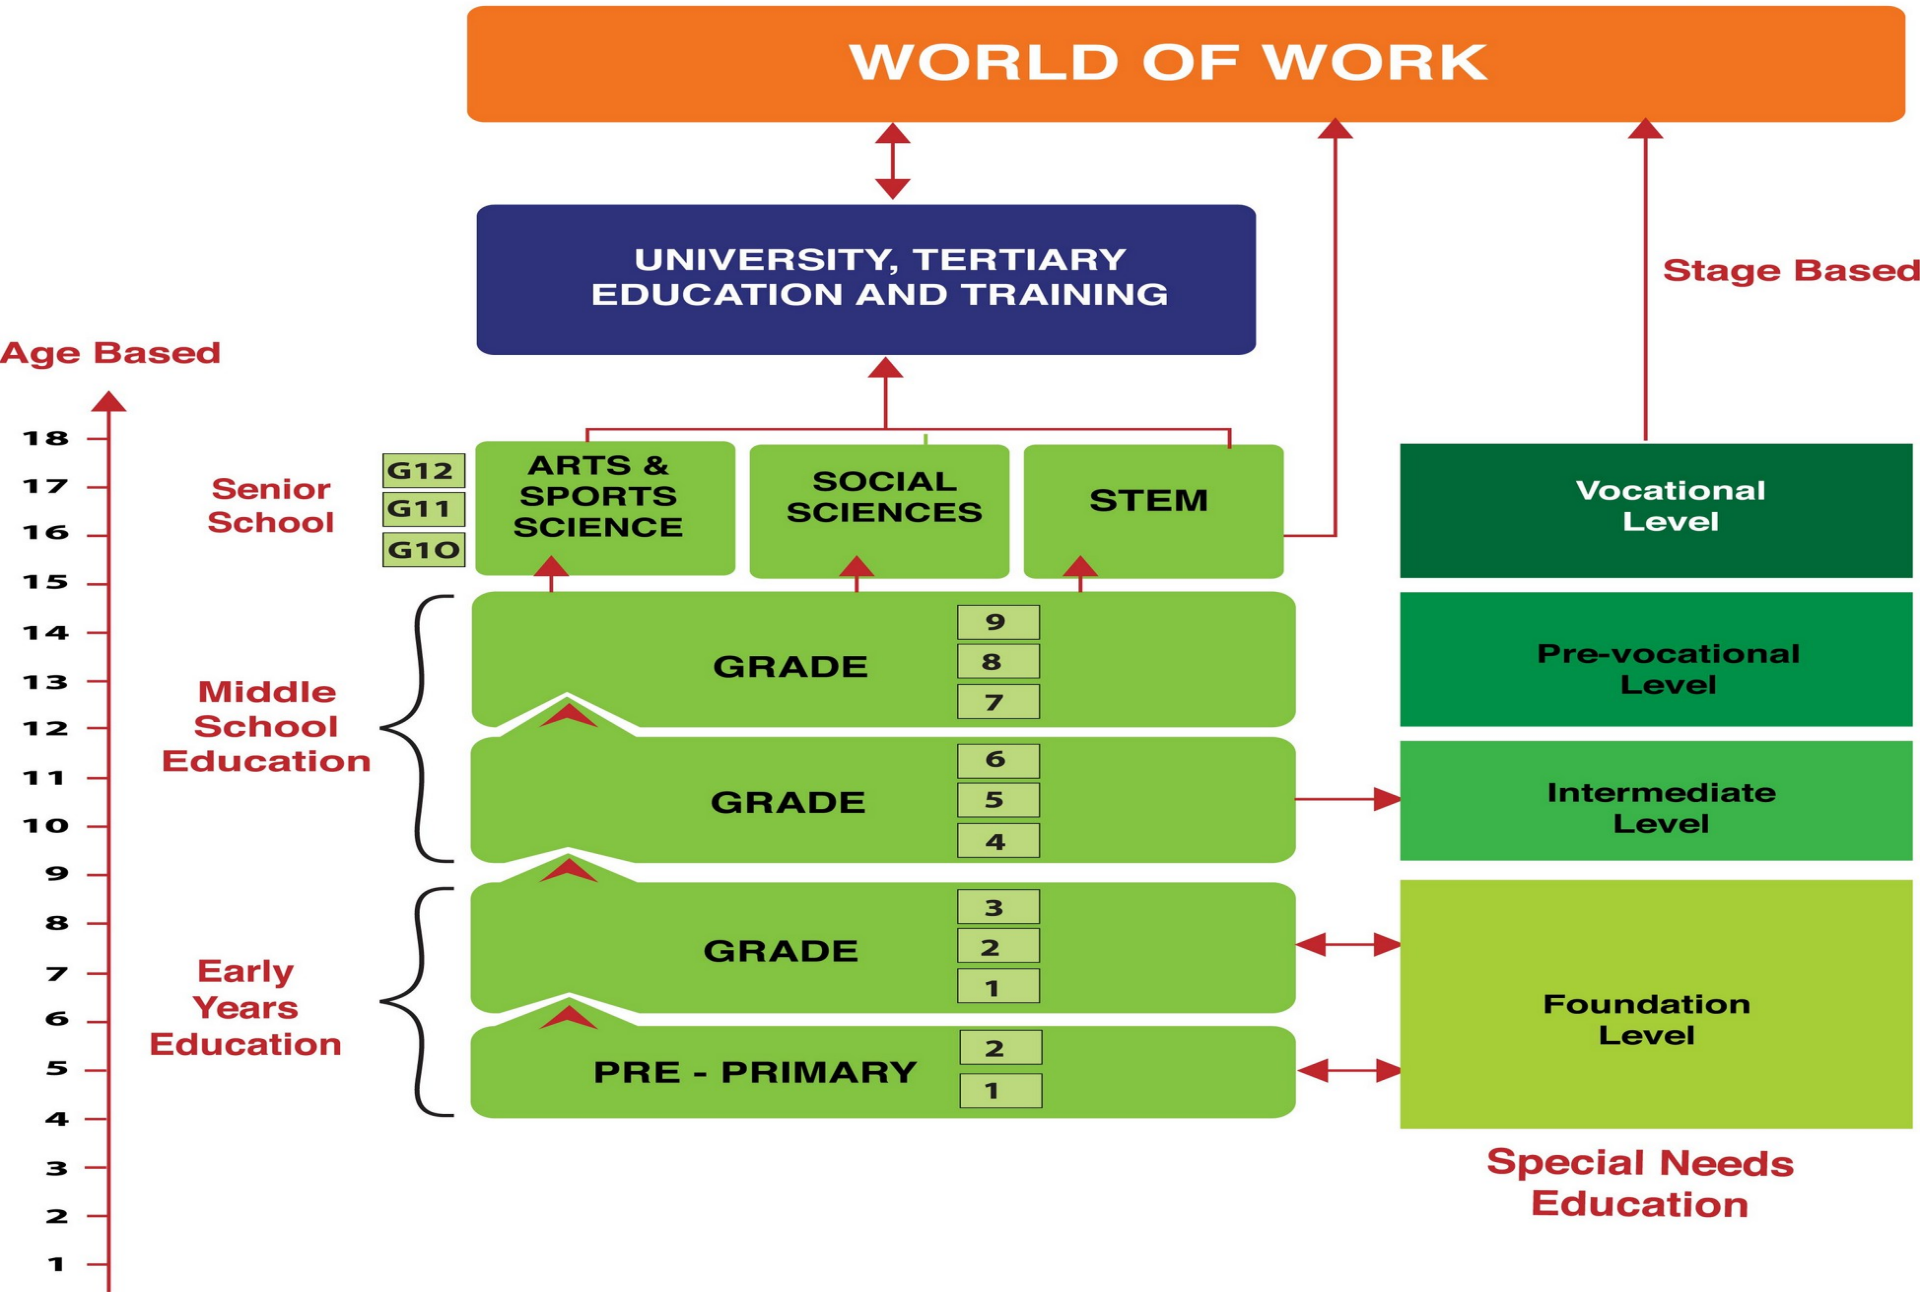 WORLD OF WORK
UNIVERSITY, TERTIARY
EDUCATION AND TRAINING
Stage Based
Age Based
18
17
16
15
14
13
12
11
10
9
8
7
6
5
4
3
2
1
Senior
School
G12
G11
G1O
ARTS &
SPORTS
SCIENCE
SOCIAL
SCIENCES
STEM
Vocational
Level
Middle
School
Education
GRADE
9
8
7
Pre-vocational
Level
GRADE
6
5
4
Intermediate
Level
Early
Years
Education
GRADE
3
2
1
PRE - PRIMARY
2
1
Foundation
Level
Special Needs
Education